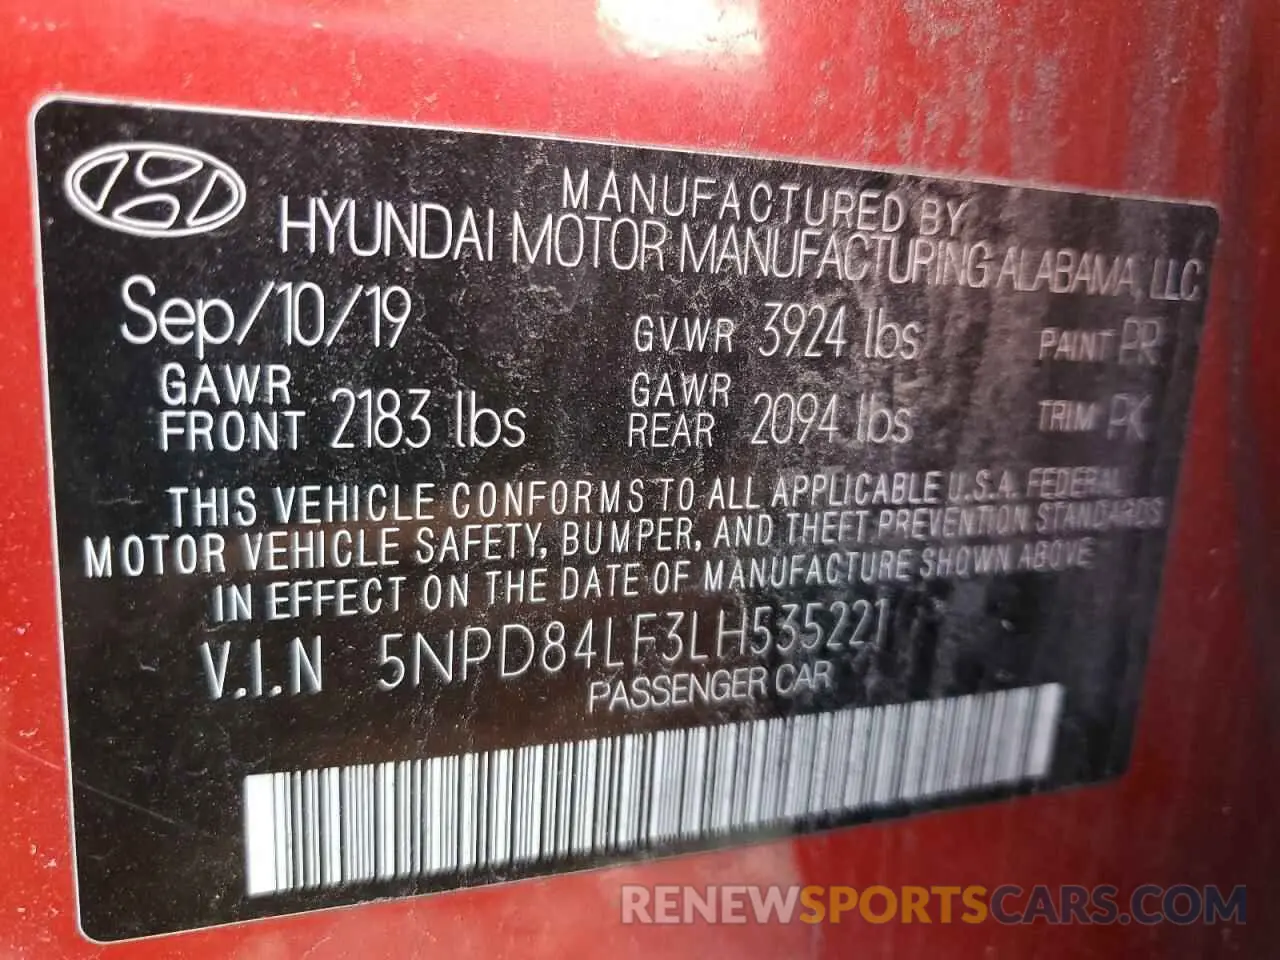 MANUFACTURED BY
HYUNDAI MOTOR MANUFACTURING ALABAMA, LLC
Sep/10/19 GVWR 3924 lbs PAINT PR
GAWR FRONT 2183 lbs GAWR REAR 2094 lbs TRIM PK
THIS VEHICLE CONFORMS TO ALL APPLICABLE U.S.A. FEDERAL
MOTOR VEHICLE SAFETY, BUMPER, AND THEFT PREVENTION STANDARDS
IN EFFECT ON THE DATE OF MANUFACTURE SHOWN ABOVE
V.I.N 5NPD84LF3LH535221
PASSENGER CAR
RENEWSPORTSCARS.COM